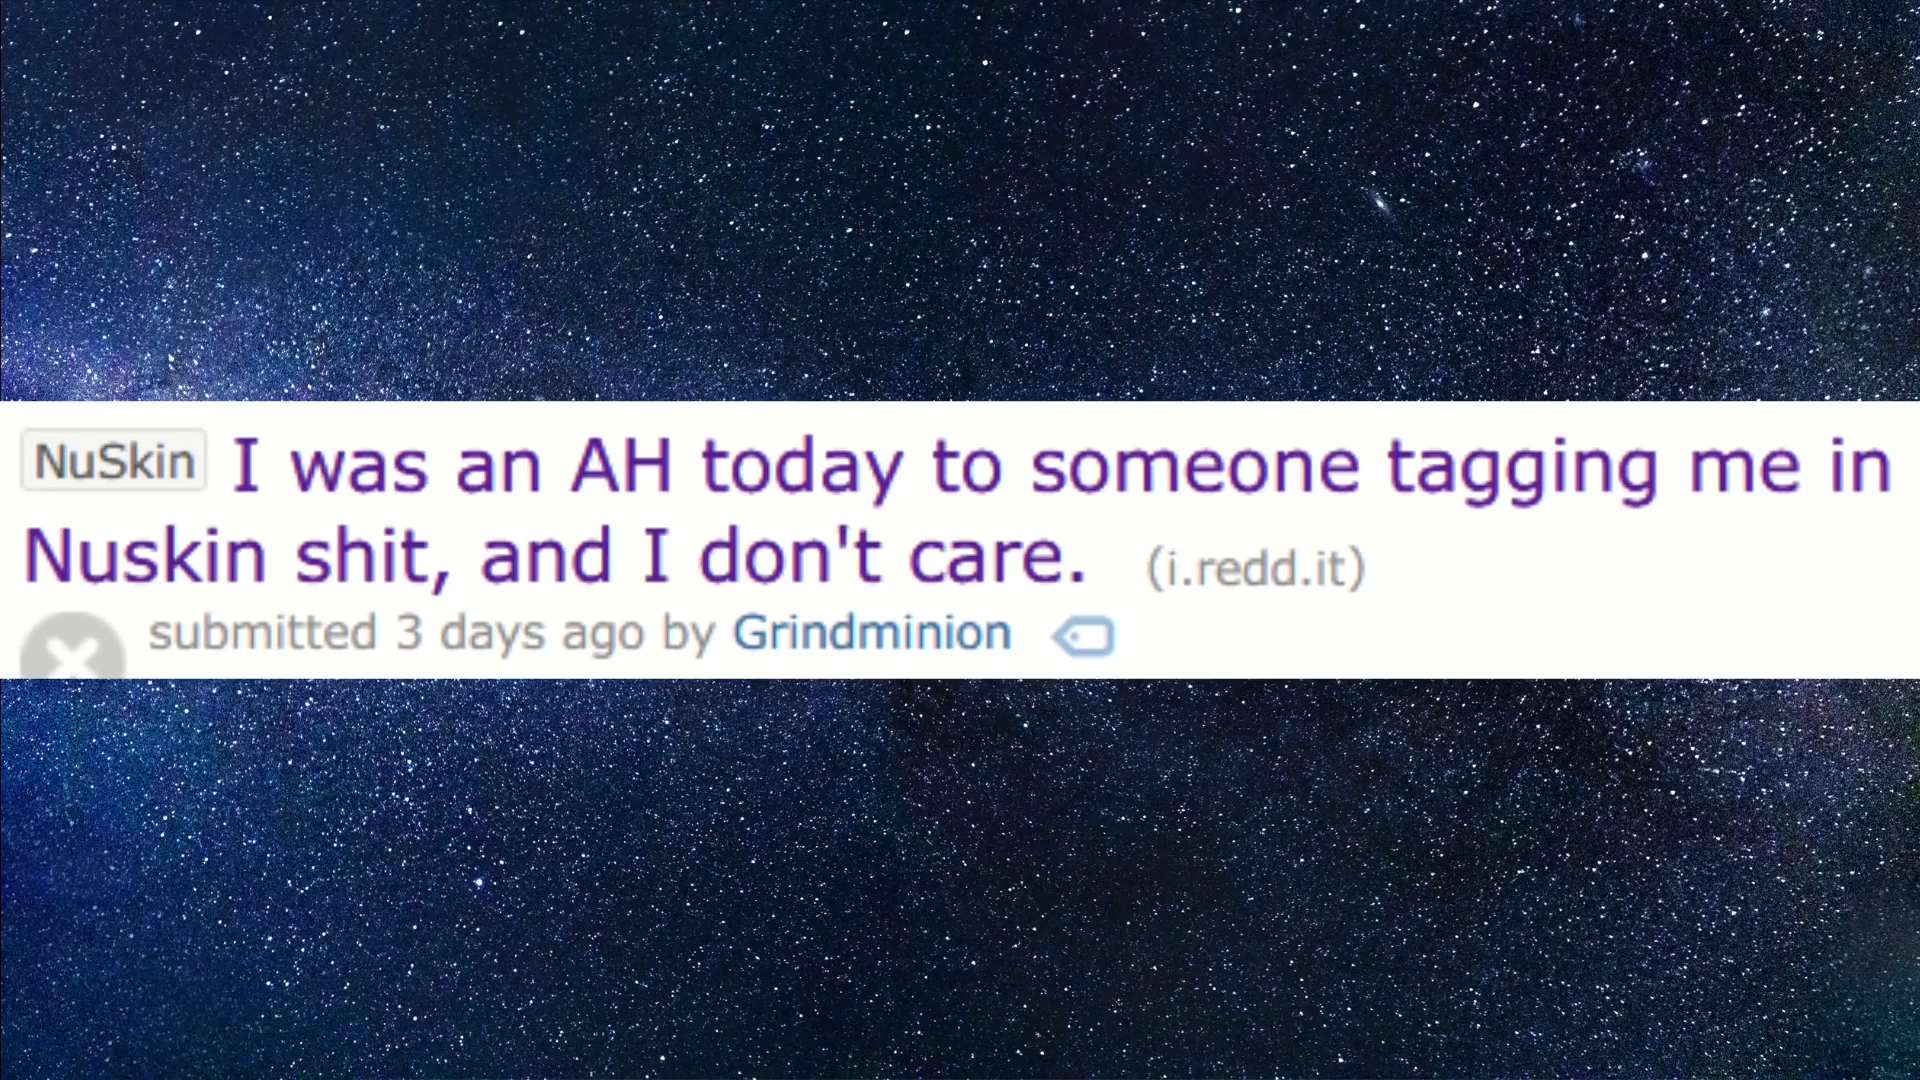 NuSkin I was an AH today to someone tagging me in
Nuskin shit, and I don't care. (i.redd.it)
submitted 3 days ago by Grindminion